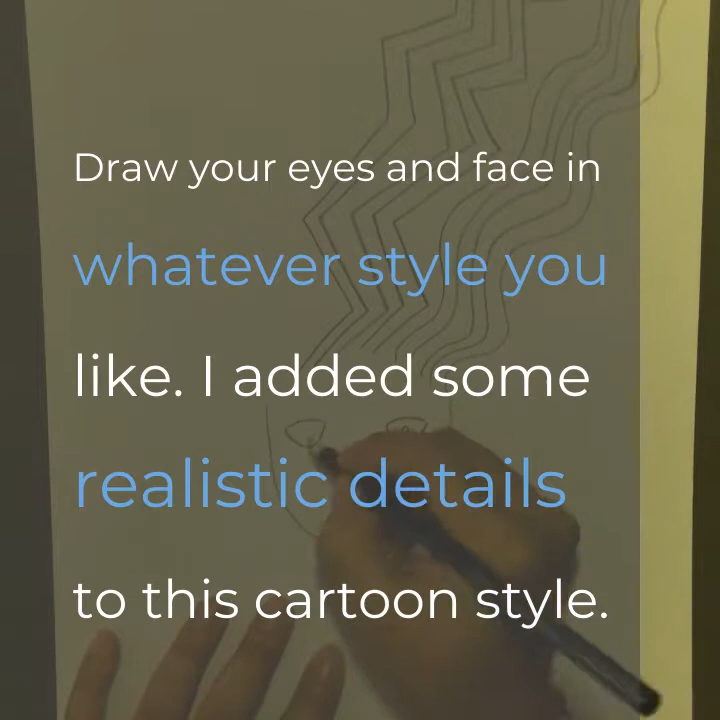 Draw your eyes and face in
whatever style you
like. I added some
realistic details
to this cartoon style.